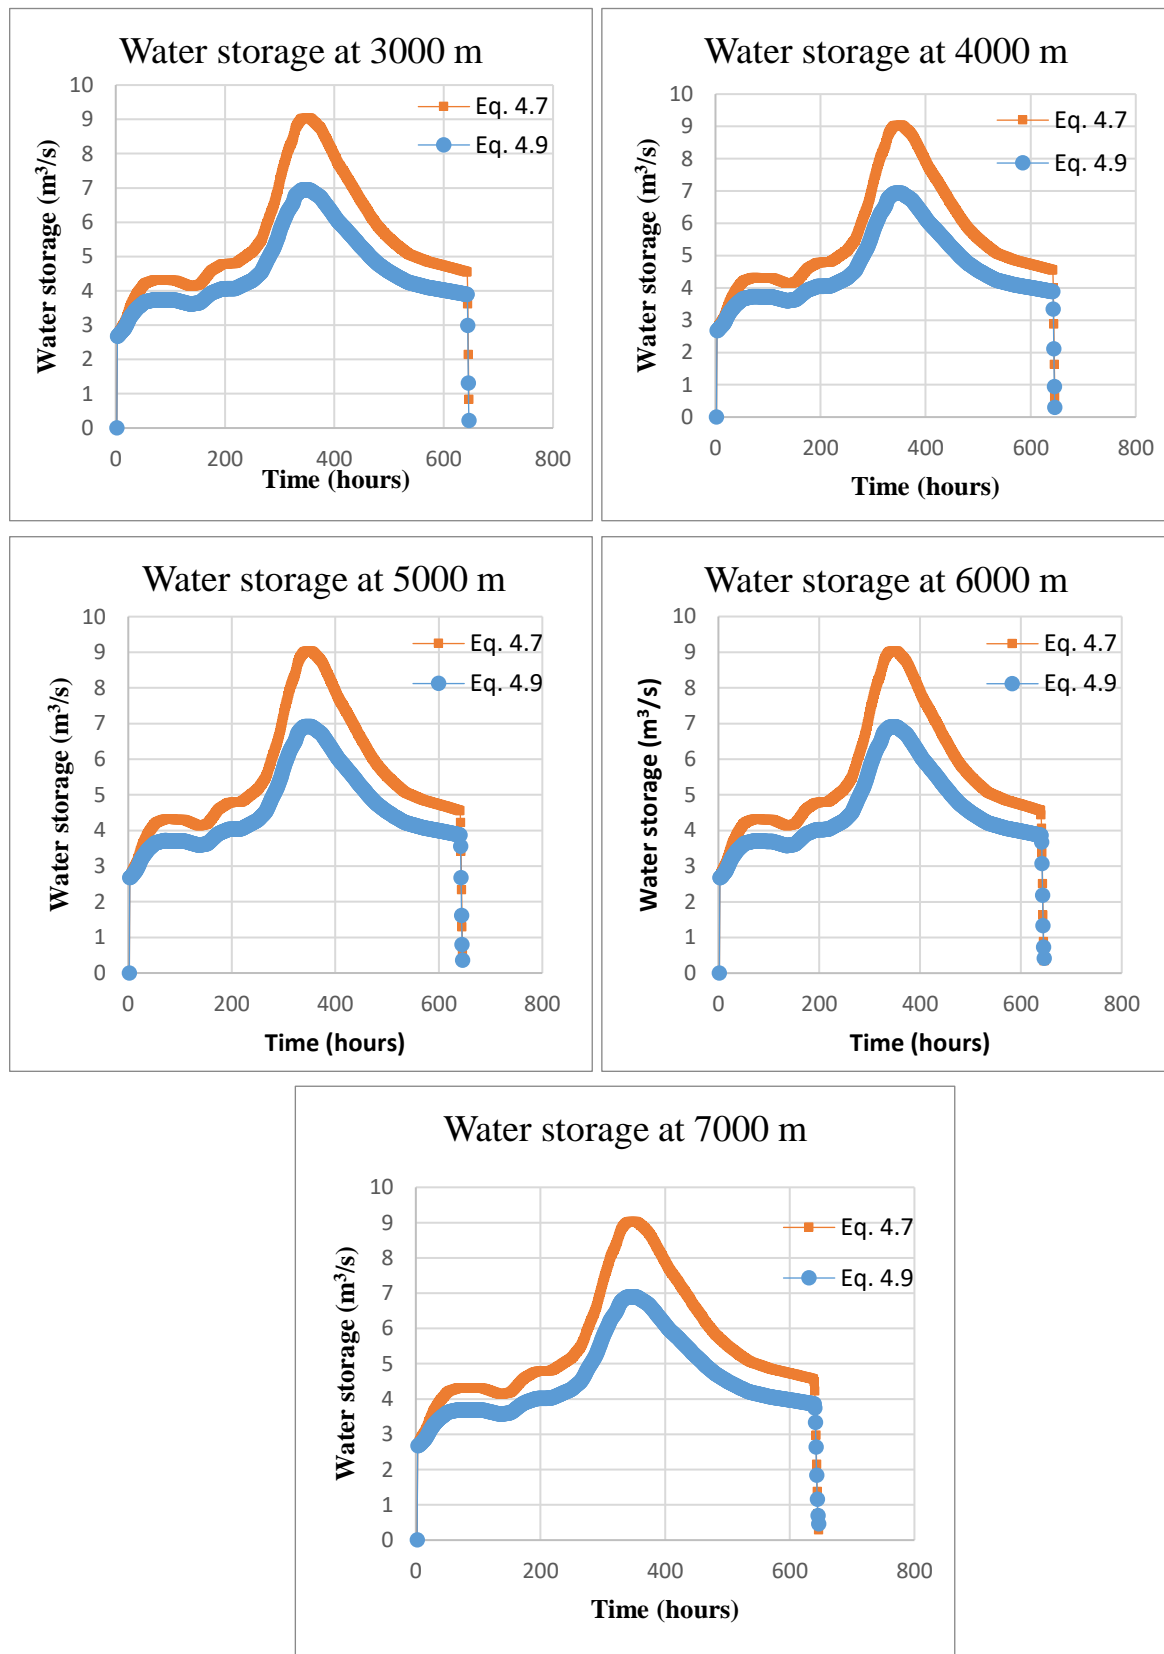 Water storage at 3000 m
10
9
8
7
6
5
4
3
2
1
0
0 200 400 600 800
Water storage (m³/s)
Time (hours)
Eq. 4.7
Eq. 4.9
Water storage at 4000 m
10
9
8
7
6
5
4
3
2
1
0
0 200 400 600 800
Water storage (m³/s)
Time (hours)
Eq. 4.7
Eq. 4.9
Water storage at 5000 m
10
9
8
7
6
5
4
3
2
1
0
0 200 400 600 800
Water storage (m³/s)
Time (hours)
Eq. 4.7
Eq. 4.9
Water storage at 6000 m
10
9
8
7
6
5
4
3
2
1
0
0 200 400 600 800
Water storage (m³/s)
Time (hours)
Eq. 4.7
Eq. 4.9
Water storage at 7000 m
10
9
8
7
6
5
4
3
2
1
0
0 200 400 600 800
Water storage (m³/s)
Time (hours)
Eq. 4.7
Eq. 4.9